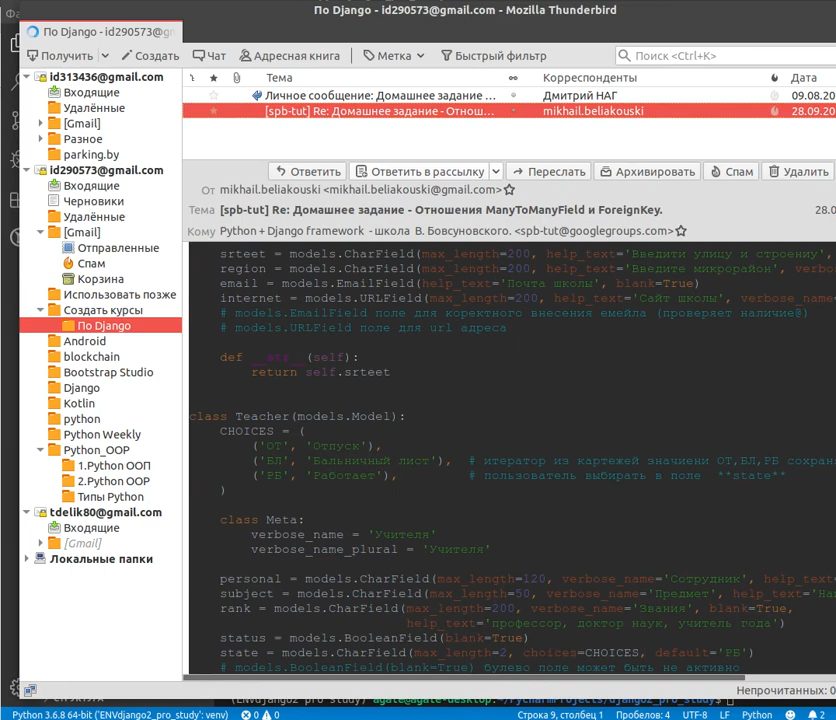 По Django - id290573@gmail.com - Mozilla Thunderbird
По Django - id290573@gm
Получить
Создать
Чат
Адресная книга
Метка
Быстрый фильтр
Поиск <Ctrl+K>
id313436@gmail.com
Входящие
Удалённые
[Gmail]
Разное
parking.by
id290573@gmail.com
Входящие
Черновики
Удалённые
[Gmail]
Отправленные
Спам
Корзина
Использовать позже
Создать курсы
По Django
Android
blockchain
Bootstrap Studio
Django
Kotlin
python
Python Weekly
Python_OOP
1.Python ООП
2.Python OOP
Типы Python
tdelik80@gmail.com
Входящие
[Gmail]
Локальные папки
Тема
Корреспонденты
Дата
Личное сообщение: Домашнее задание ...
Дмитрий НАГ
09.08.20
[spb-tut] Re: Домашнее задание - Отнош...
mikhail.beliakouski
28.09.20
Ответить
Ответить в рассылку
Переслать
Архивировать
Спам
Удалить
От mikhail.beliakouski <mikhail.beliakouski@gmail.com>
Тема [spb-tut] Re: Домашнее задание - Отношения ManyToManyField и ForeignKey.
28.0
Кому Python + Django framework - школа В. Бовсуновского. <spb-tut@googlegroups.com>
srteet = models.CharField(max_length=200, help_text='Введити улицу и строениу',
region = models.CharField(max_length=200, help_text='Введите микрорайон', verbo
email = models.EmailField(help_text='Почта школы', blank=True)
internet = models.URLField(max_length=200, help_text='Сайт школы', verbose_name=
# models.EmailField поле для коректного внесения емейла (проверяет наличие@)
# models.URLField поле для url адреса
def __str__(self):
return self.srteet
class Teacher(models.Model):
CHOICES = (
('ОТ', 'Отпуск'),
('БЛ', 'Бальничный лист'), # итератор из картежей значиени ОТ,БЛ,РБ сохран
('РБ', 'Работает'), # пользователь выбирать в поле **state**
)
class Meta:
verbose_name = 'Учителя'
verbose_name_plural = 'Учителя'
personal = models.CharField(max_length=120, verbose_name='Сотрудник', help_text=
subject = models.CharField(max_length=50, verbose_name='Предмет', help_text='На
rank = models.CharField(max_length=200, verbose_name='Звания', blank=True,
help_text='профессор, доктор наук, учитель года')
status = models.BooleanField(blank=True)
state = models.CharField(max_length=2, choices=CHOICES, default='РБ')
# models.BooleanField(blank=True) булево поле может быть не активно
Непрочитанных: 0
agate@agate-desktop:~/PycharmProjects/django2_pro_study$
Python 3.6.8 64-bit ('ENVdjango2_pro_study': venv)
0
0
Строка 9, столбец 1
Пробелов: 4
UTF-8
LF
Python
2